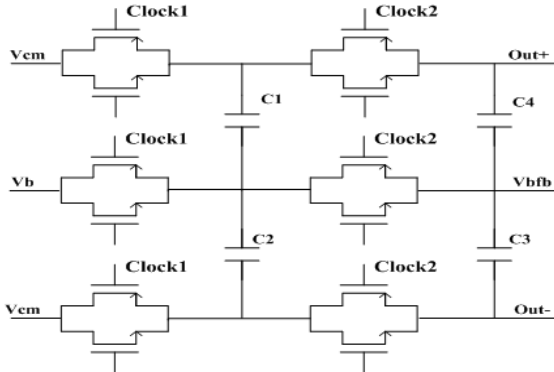 Clock1 Clock2
Vcm Out+
C1 C4
Clock1 Clock2
Vb Vbfb
C2 C3
Clock1 Clock2
Vcm Out-